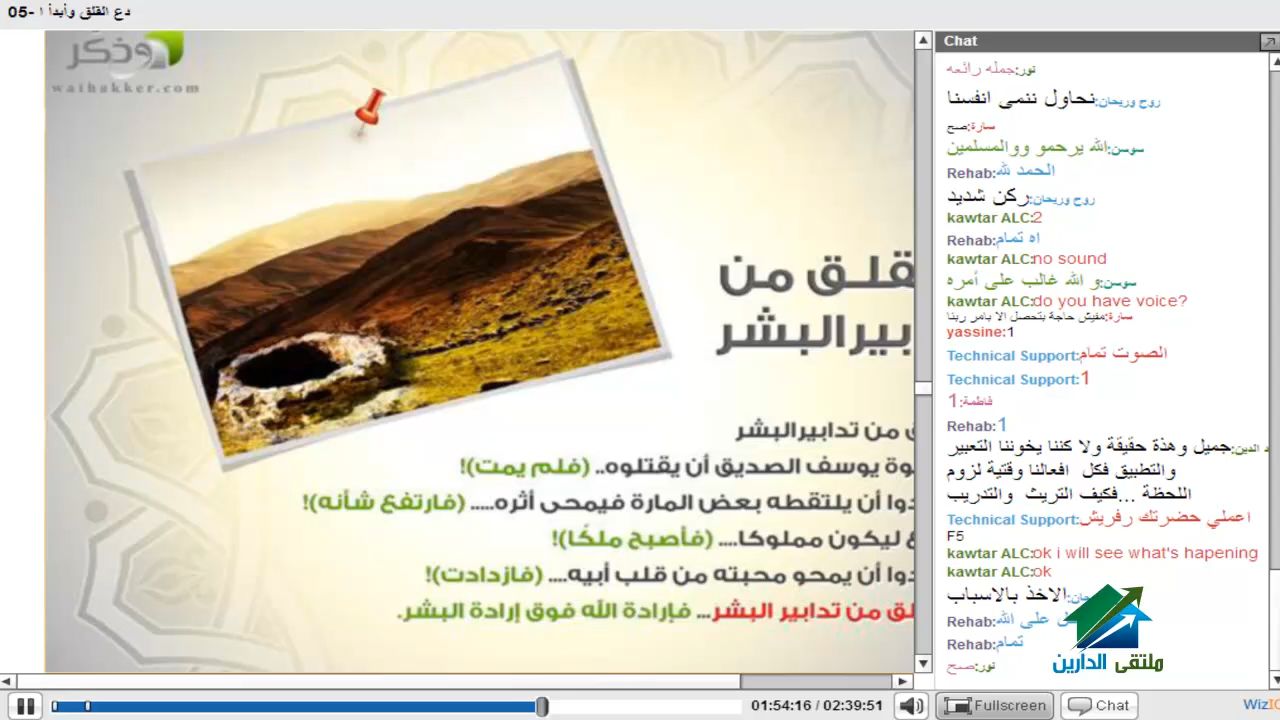 دع القلق وأبدأ ا -05
وذكر
wathakker.com
قلق من
بير البشر
ق من تدابير البشر
وة يوسف الصديق أن يقتلوه.. (فلم يمت)!
دوا أن يلتقطه بعض المارة فيمحى أثره..... (فارتفع شأنه)!
ع ليكون مملوكا.... (فأصبح ملكًا)!
دوا أن يمحو محبته من قلب أبيه.... (فازدادت)!
لق من تدابير البشر... فإرادة الله فوق إرادة البشر.
Chat
نور:جمله رائعه
روح وريحان:نحاول ننمى انفسنا
سارة:صح
سوسن:الله يرحمو ووالمسلمين
Rehab:الحمد لله
روح وريحان:ركن شديد
kawtar ALC:2
Rehab:اه تمام
kawtar ALC:no sound
سوسن:و الله غالب على أمره
kawtar ALC:do you have voice?
سارة:مفيش حاجة بتحصل الا بامر ربنا
yassine:1
Technical Support:الصوت تمام
Technical Support:1
فاطمة:1
Rehab:1
د الدين:جميل وهذة حقيقة ولا كننا يخوننا التعبير
والتطبيق فكل افعالنا وقتية لزوم
اللحظة ...فكيف التريث والتدريب
Technical Support:اعملي حضرتك رفريش
F5
kawtar ALC:ok i will see what's hapening
kawtar ALC:ok
حان:الاخذ بالاسباب
Rehab:ل على الله
Rehab:تمام
نور:صح
ملتقى الدارين
01:54:16 / 02:39:51
Fullscreen
Chat
WizIQ